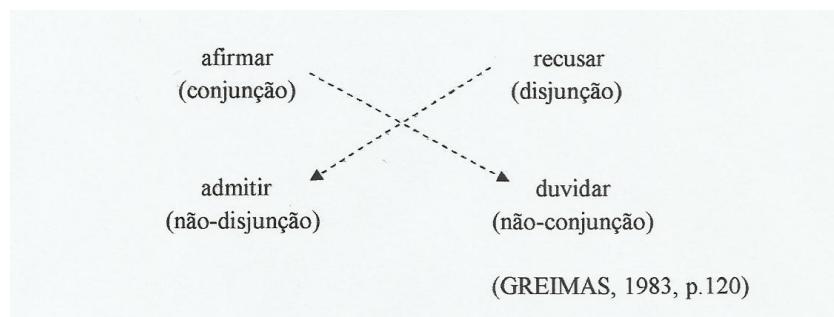 afirmar recusar
(conjunção) (disjunção)
admitir duvidar
(não-disjunção) (não-conjunção)
(GREIMAS, 1983, p.120)